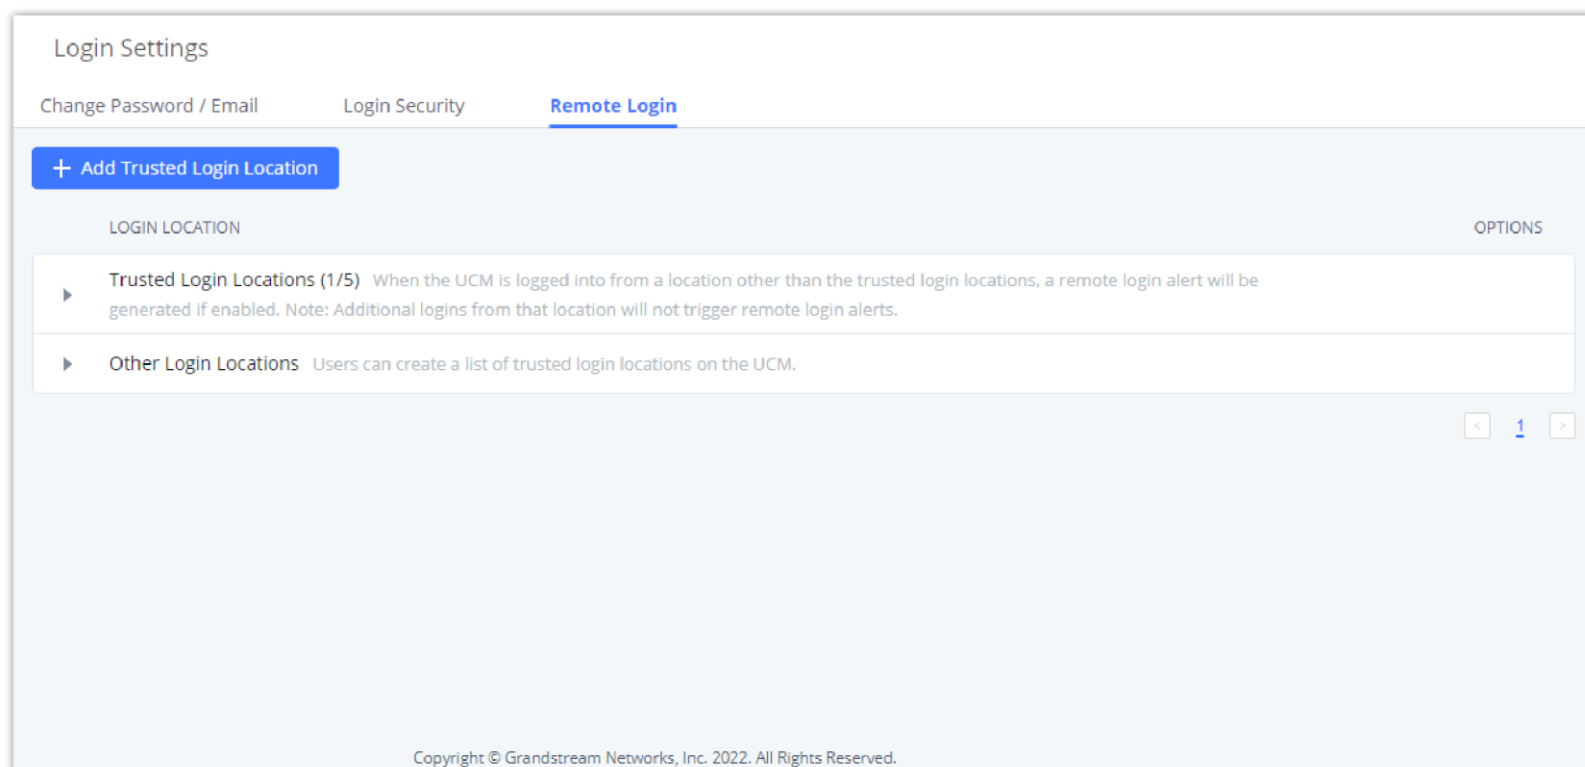 Login Settings
Change Password / Email Login Security Remote Login
+ Add Trusted Login Location
LOGIN LOCATION OPTIONS
Trusted Login Locations (1/5) When the UCM is logged into from a location other than the trusted login locations, a remote login alert will be
generated if enabled. Note: Additional logins from that location will not trigger remote login alerts.
Other Login Locations Users can create a list of trusted login locations on the UCM.
< 1 >
Copyright © Grandstream Networks, Inc. 2022. All Rights Reserved.